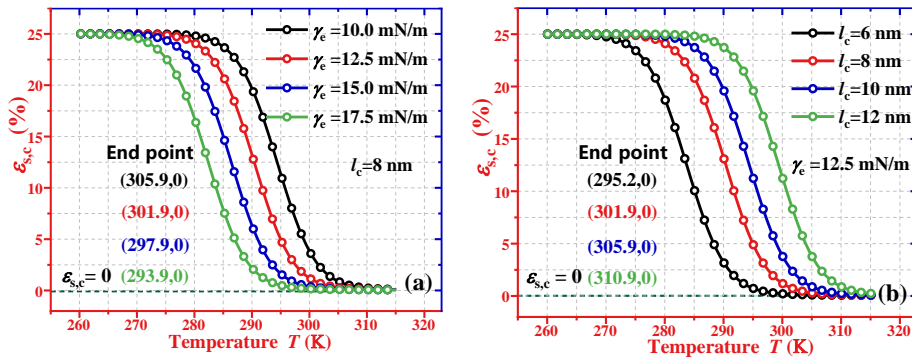 25
20
15
10
5
0
ε_s,c (%)
γ_c =10.0 mN/m
γ_e =12.5 mN/m
γ_e =15.0 mN/m
γ_e =17.5 mN/m
End point
l_c=8 nm
(305.9,0)
(301.9,0)
(297.9,0)
ε_s,c = 0 (293.9,0)
(a)
260 270 280 290 300 310 320
Temperature T (K)
25
20
15
10
5
0
ε_s,c (%)
l_c=6 nm
l_c=8 nm
l_c=10 nm
l_c=12 nm
End point
γ_e =12.5 mN/m
(295.2,0)
(301.9,0)
(305.9,0)
ε_s,c = 0 (310.9,0)
(b)
260 270 280 290 300 310 320
Temperature T (K)